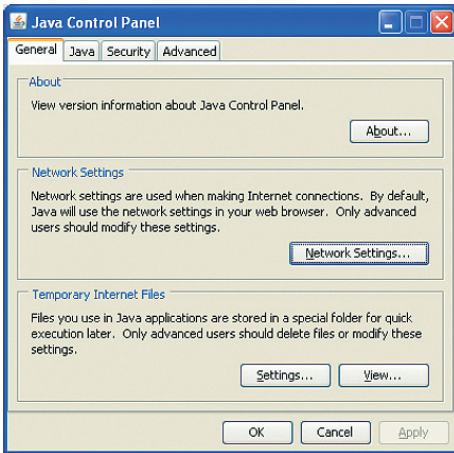 Java Control Panel
General Java Security Advanced
About
View version information about Java Control Panel.
About...
Network Settings
Network settings are used when making Internet connections. By default,
Java will use the network settings in your web browser. Only advanced
users should modify these settings.
Network Settings...
Temporary Internet Files
Files you use in Java applications are stored in a special folder for quick
execution later. Only advanced users should delete files or modify these
settings.
Settings... View...
OK Cancel Apply